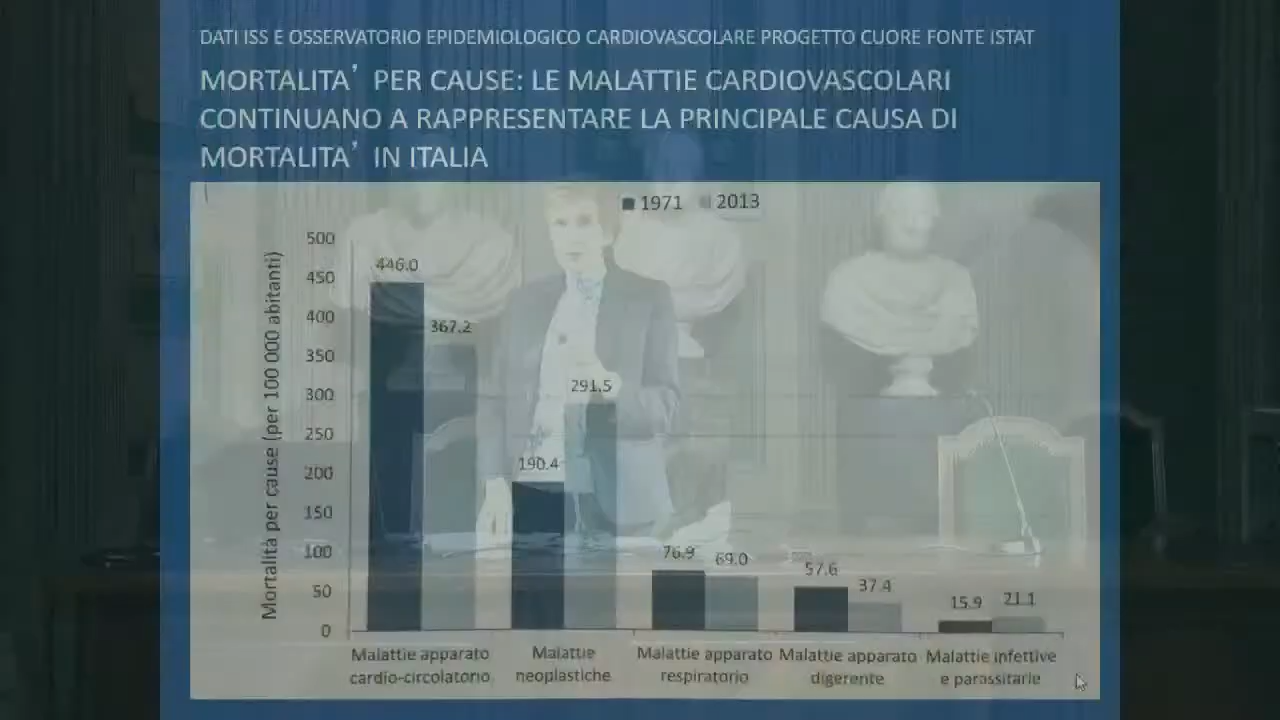 DATI ISS E OSSERVATORIO EPIDEMIOLOGICO CARDIOVASCOLARE PROGETTO CUORE FONTE ISTAT
MORTALITA’ PER CAUSE: LE MALATTIE CARDIOVASCOLARI
CONTINUANO A RAPPRESENTARE LA PRINCIPALE CAUSA DI
MORTALITA’ IN ITALIA
1971 2013
Mortalità per cause (per 100 000 abitanti)
500
450
400
350
300
250
200
150
100
50
0
446.0
367.2
190.4
291.5
76.9
69.0
57.6
37.4
15.9
21.1
Malattie apparato
cardio-circolatorio
Malattie
neoplastiche
Malattie apparato
respiratorio
Malattie apparato
digerente
Malattie infettive
e parassitarie